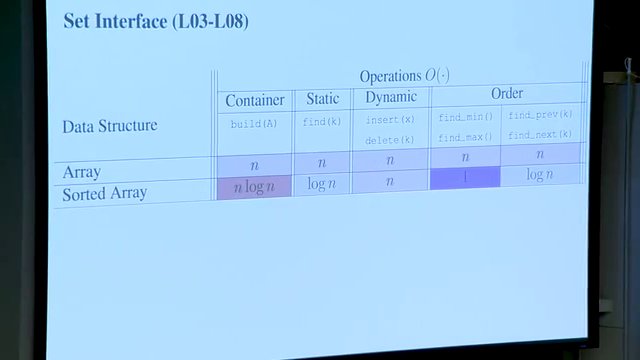 Set Interface (L03-L08)
Operations O(·)
Container Static Dynamic Order
Data Structure build(A) find(k) insert(x) find_min() find_prev(k)
delete(k) find_max() find_next(k)
Array n n n n n
Sorted Array n log n log n n 1 log n